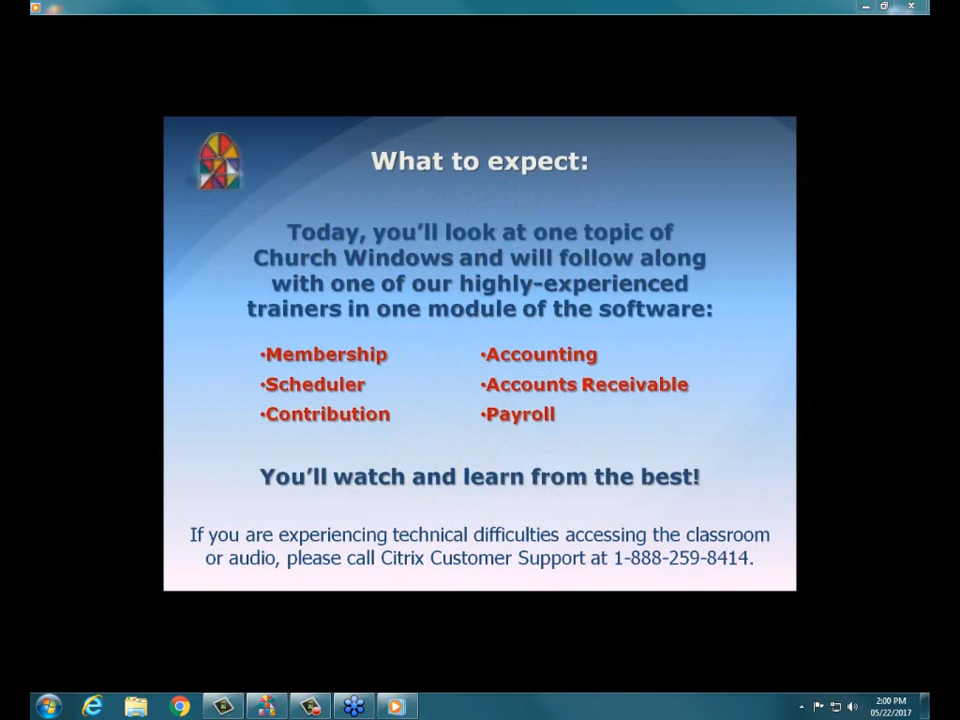 What to expect:
Today, you'll look at one topic of
Church Windows and will follow along
with one of our highly-experienced
trainers in one module of the software:
•Membership
•Scheduler
•Contribution
•Accounting
•Accounts Receivable
•Payroll
You'll watch and learn from the best!
If you are experiencing technical difficulties accessing the classroom
or audio, please call Citrix Customer Support at 1-888-259-8414.
2:00 PM
05/22/2017